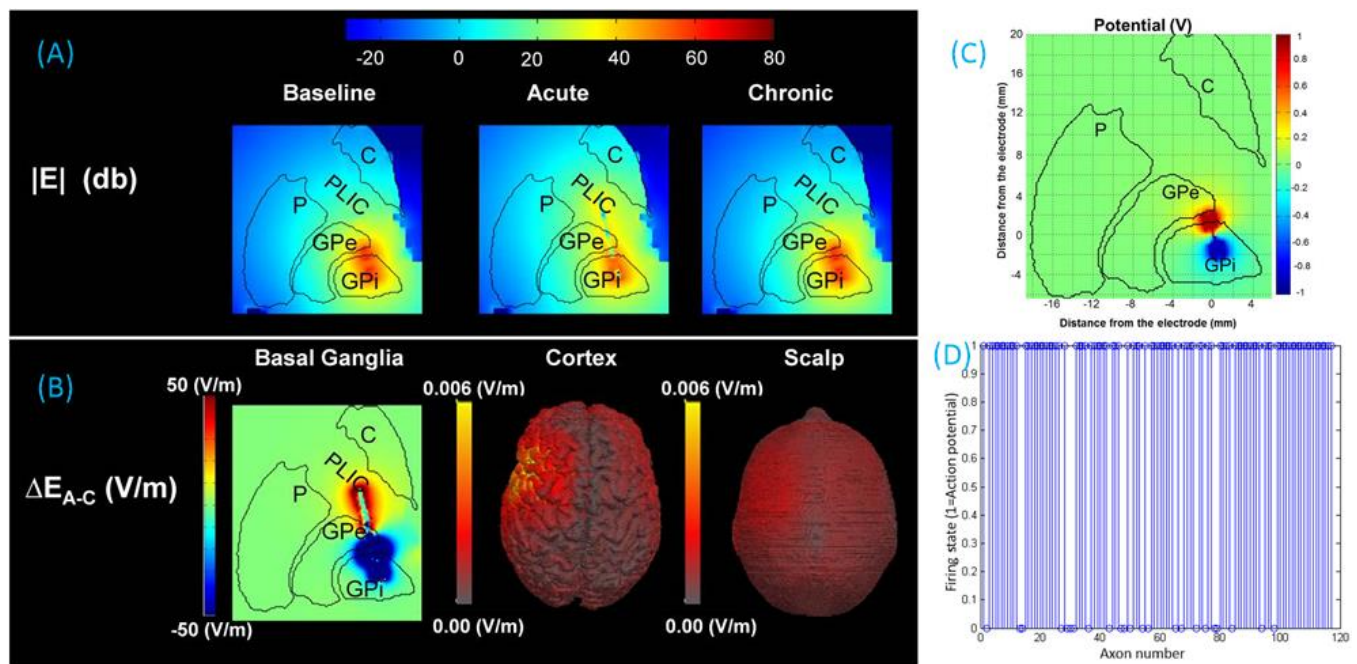 (A)
-20 0 20 40 60 80
Baseline Acute Chronic
|E| (db)
C C C
P PLIC P PLIC P PLIC
GPe GPe GPe
GPi GPi GPi
(B)
Basal Ganglia Cortex Scalp
50 (V/m) 0.006 (V/m) 0.006 (V/m)
C
PLIC
P
ΔE A-C (V/m)
GPe
GPi
-50 (V/m) 0.00 (V/m) 0.00 (V/m)
(C)
Potential (V)
20
16
12
8
4
0
-4
Distance from the electrode (mm)
C
P
GPe
GPi
1
0.8
0.6
0.4
0.2
0
-0.2
-0.4
-0.6
-0.8
-1
-16 -12 -8 -4 0 4
Distance from the electrode (mm)
(D)
1
0.9
0.8
0.7
0.6
0.5
0.4
0.3
0.2
0.1
0
Firing state (1=Action potential)
0 20 40 60 80 100 120
Axon number